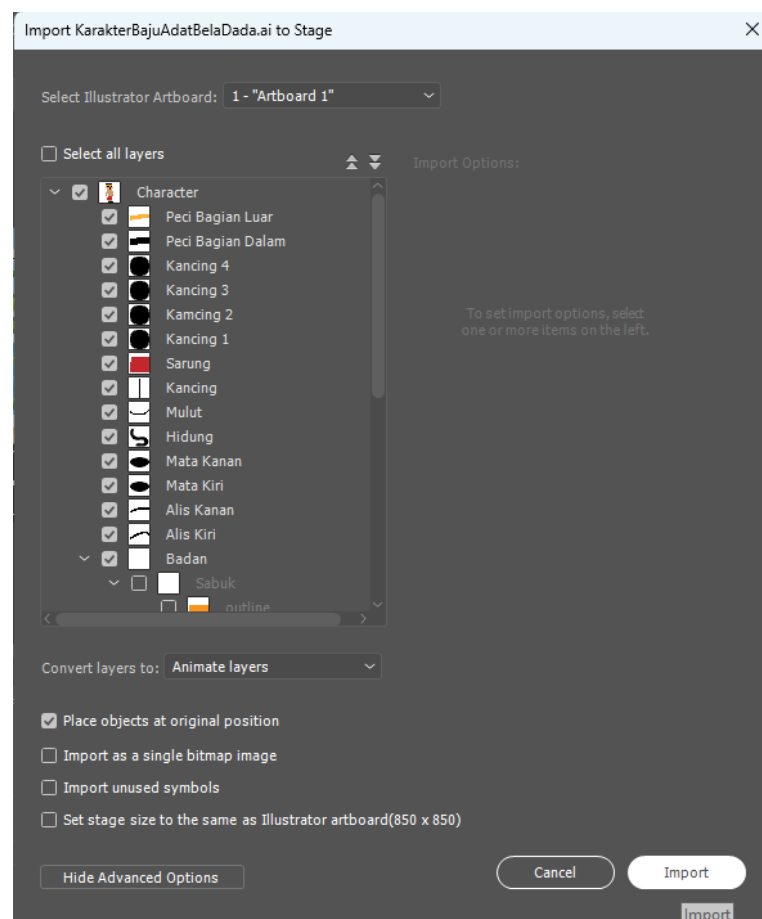 Import KarakterBajuAdatBelaDada.ai to Stage
Select Illustrator Artboard: 1 - "Artboard 1"
Select all layers
Import Options:
Character
Peci Bagian Luar
Peci Bagian Dalam
Kancing 4
Kancing 3
Kamcing 2
Kancing 1
Sarung
Kancing
Mulut
Hidung
Mata Kanan
Mata Kiri
Alis Kanan
Alis Kiri
Badan
Sabuk
outline
To set import options, select
one or more items on the left.
Convert layers to: Animate layers
Place objects at original position
Import as a single bitmap image
Import unused symbols
Set stage size to the same as Illustrator artboard(850 x 850)
Hide Advanced Options
Cancel
Import
Import